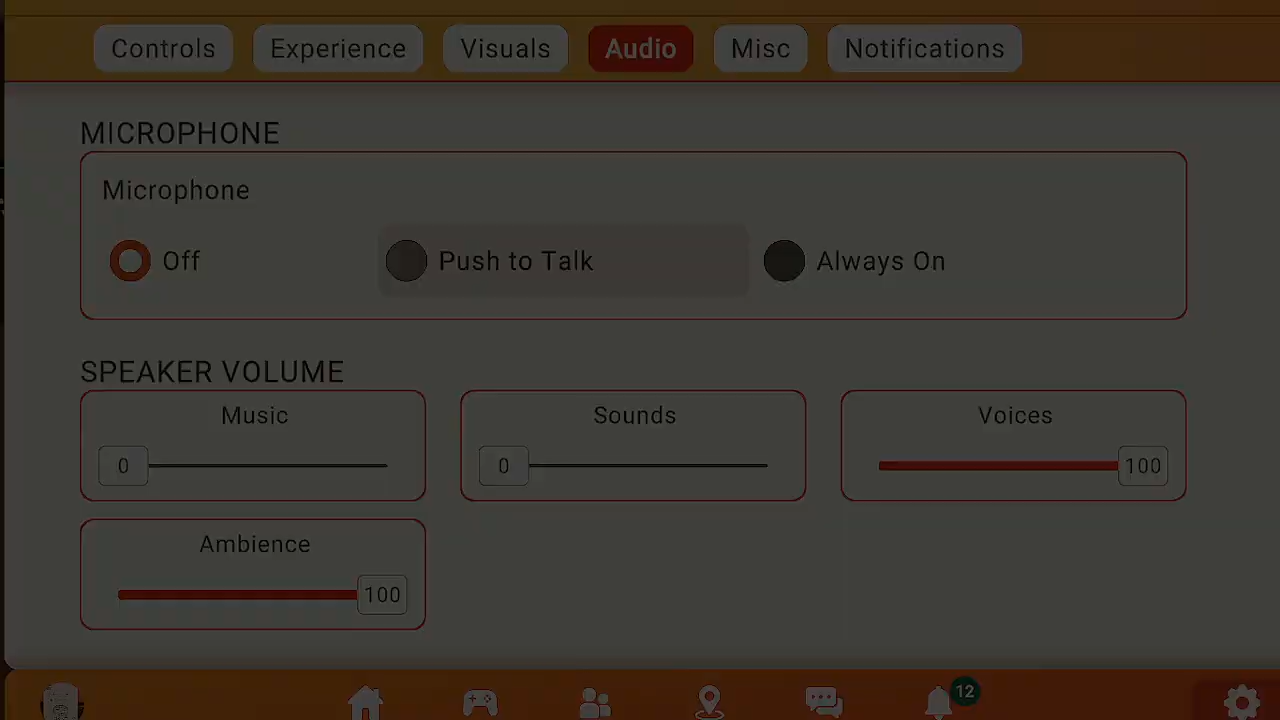 Controls Experience Visuals Audio Misc Notifications
MICROPHONE
Microphone
Off Push to Talk Always On
SPEAKER VOLUME
Music Sounds Voices
0 0 100
Ambience
100
12